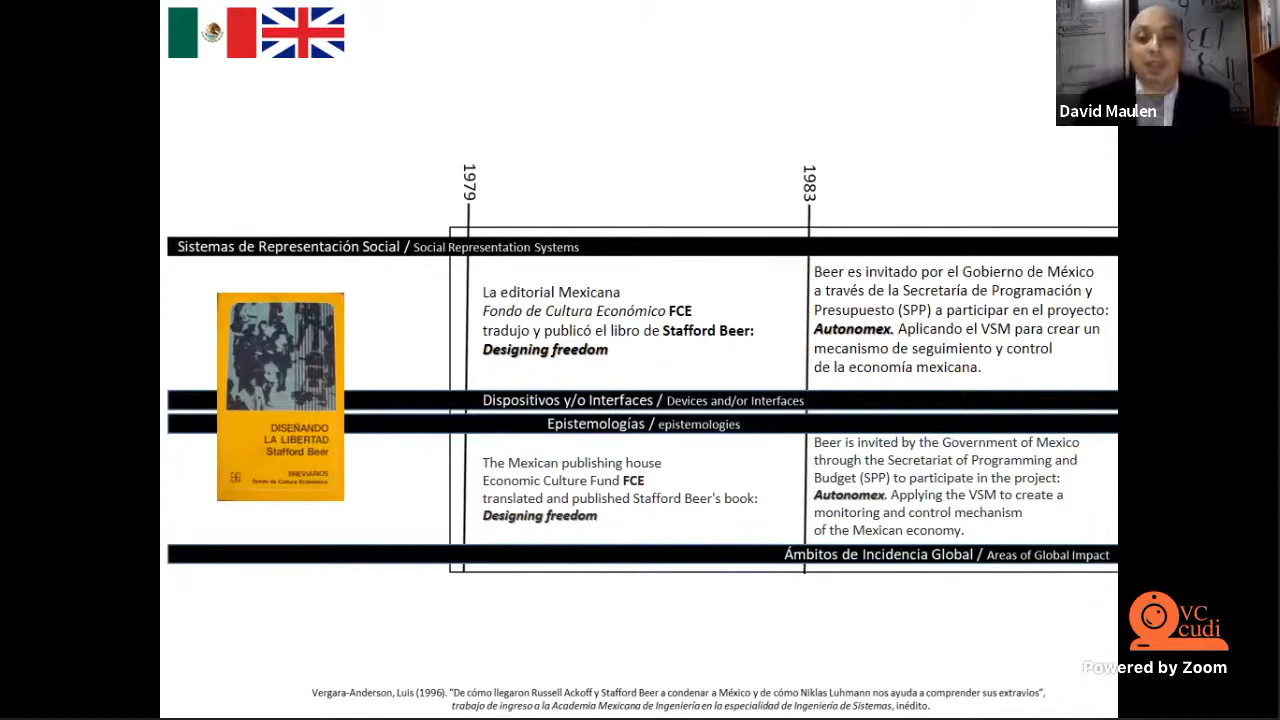 David Maulen
1979
1983
Sistemas de Representación Social / Social Representation Systems
La editorial Mexicana
Fondo de Cultura Económico FCE
tradujo y publicó el libro de Stafford Beer:
Designing freedom
Beer es invitado por el Gobierno de México
a través de la Secretaría de Programación y
Presupuesto (SPP) a participar en el proyecto:
Autonomex. Aplicando el VSM para crear un
mecanismo de seguimiento y control
de la economía mexicana.
DISEÑANDO
LA LIBERTAD
Stafford Beer
BREVIARIOS
Fondo de Cultura Económica
Dispositivos y/o Interfaces / Devices and/or Interfaces
Epistemologías / epistemologies
The Mexican publishing house
Economic Culture Fund FCE
translated and published Stafford Beer's book:
Designing freedom
Beer is invited by the Government of Mexico
through the Secretariat of Programming and
Budget (SPP) to participate in the project:
Autonomex. Applying the VSM to create a
monitoring and control mechanism
of the Mexican economy.
Ámbitos de Incidencia Global / Areas of Global Impact
VC
cudi
Powered by Zoom
Vergara-Anderson, Luis (1996). “De cómo llegaron Russell Ackoff y Stafford Beer a condenar a México y de cómo Niklas Luhmann nos ayuda a comprender sus extravios”,
trabajo de ingreso a la Academia Mexicana de Ingeniería en la especialidad de Ingeniería de Sistemas, inédito.